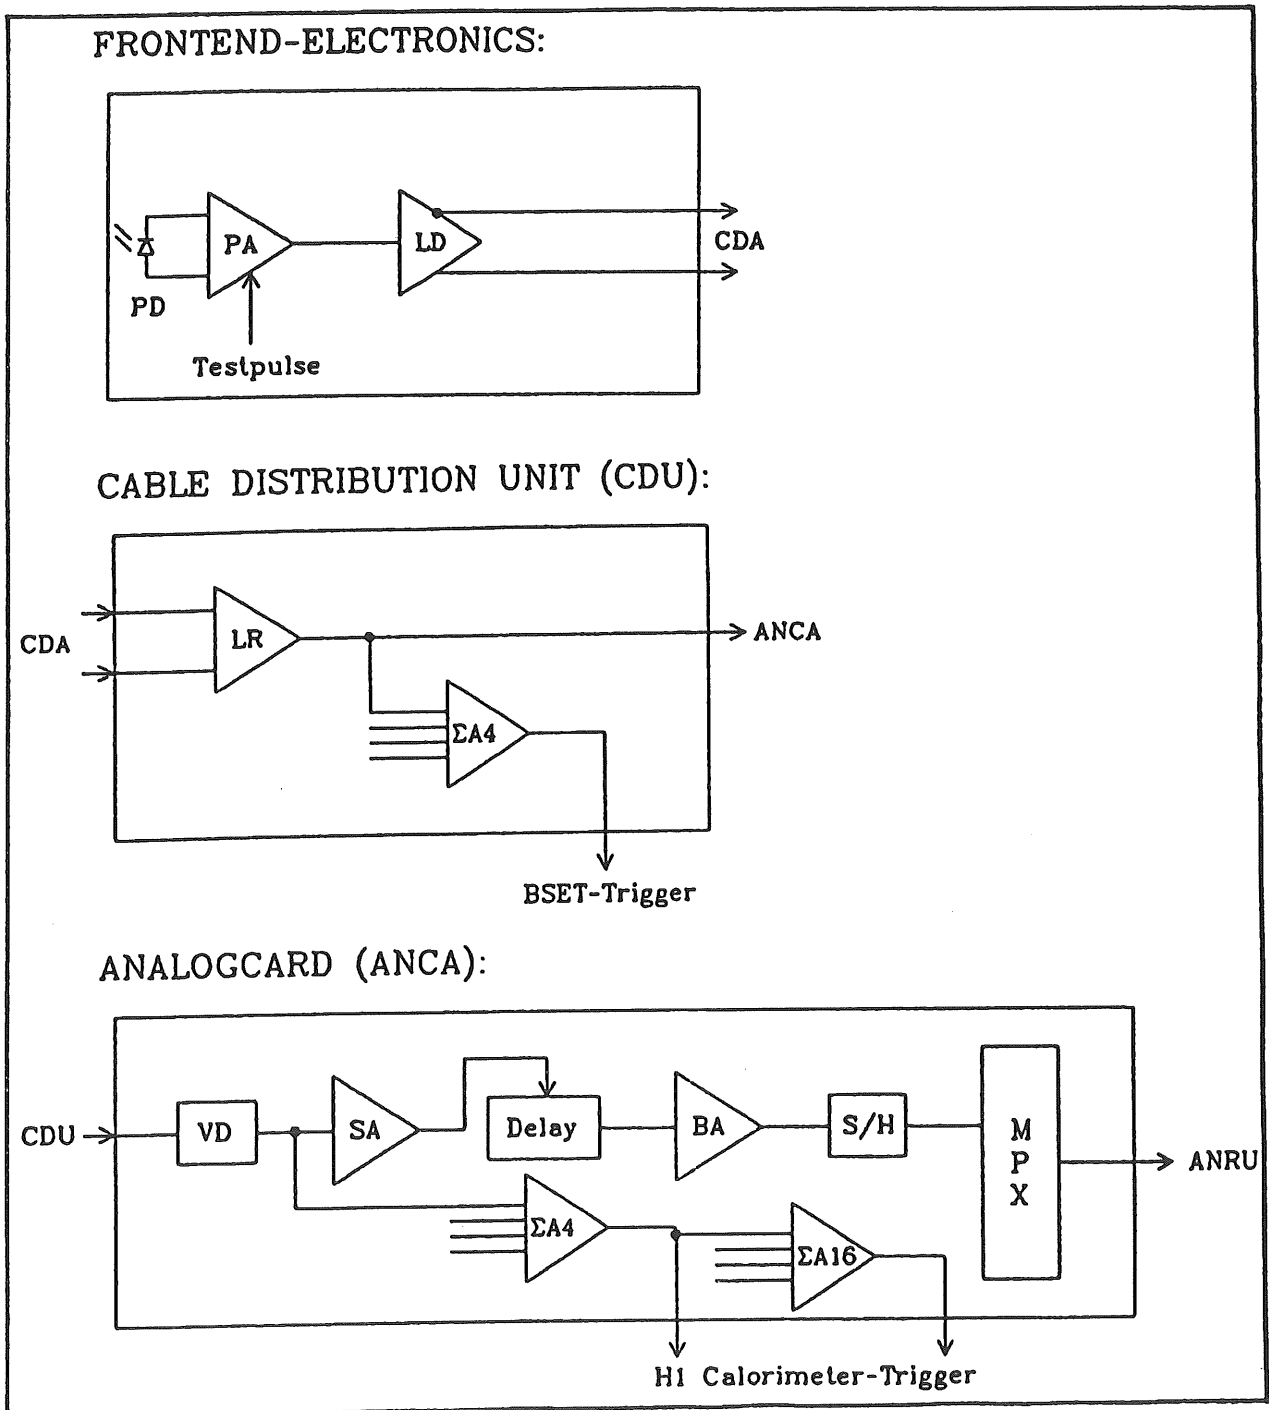 FRONTEND-ELECTRONICS:
PA
LD
CDA
PD
Testpulse
CABLE DISTRIBUTION UNIT (CDU):
CDA
LR
ANCA
ΣA4
BSET-Trigger
ANALOGCARD (ANCA):
CDU
VD
SA
Delay
BA
S/H
M
P
X
ANRU
ΣA4
ΣA16
H1 Calorimeter-Trigger